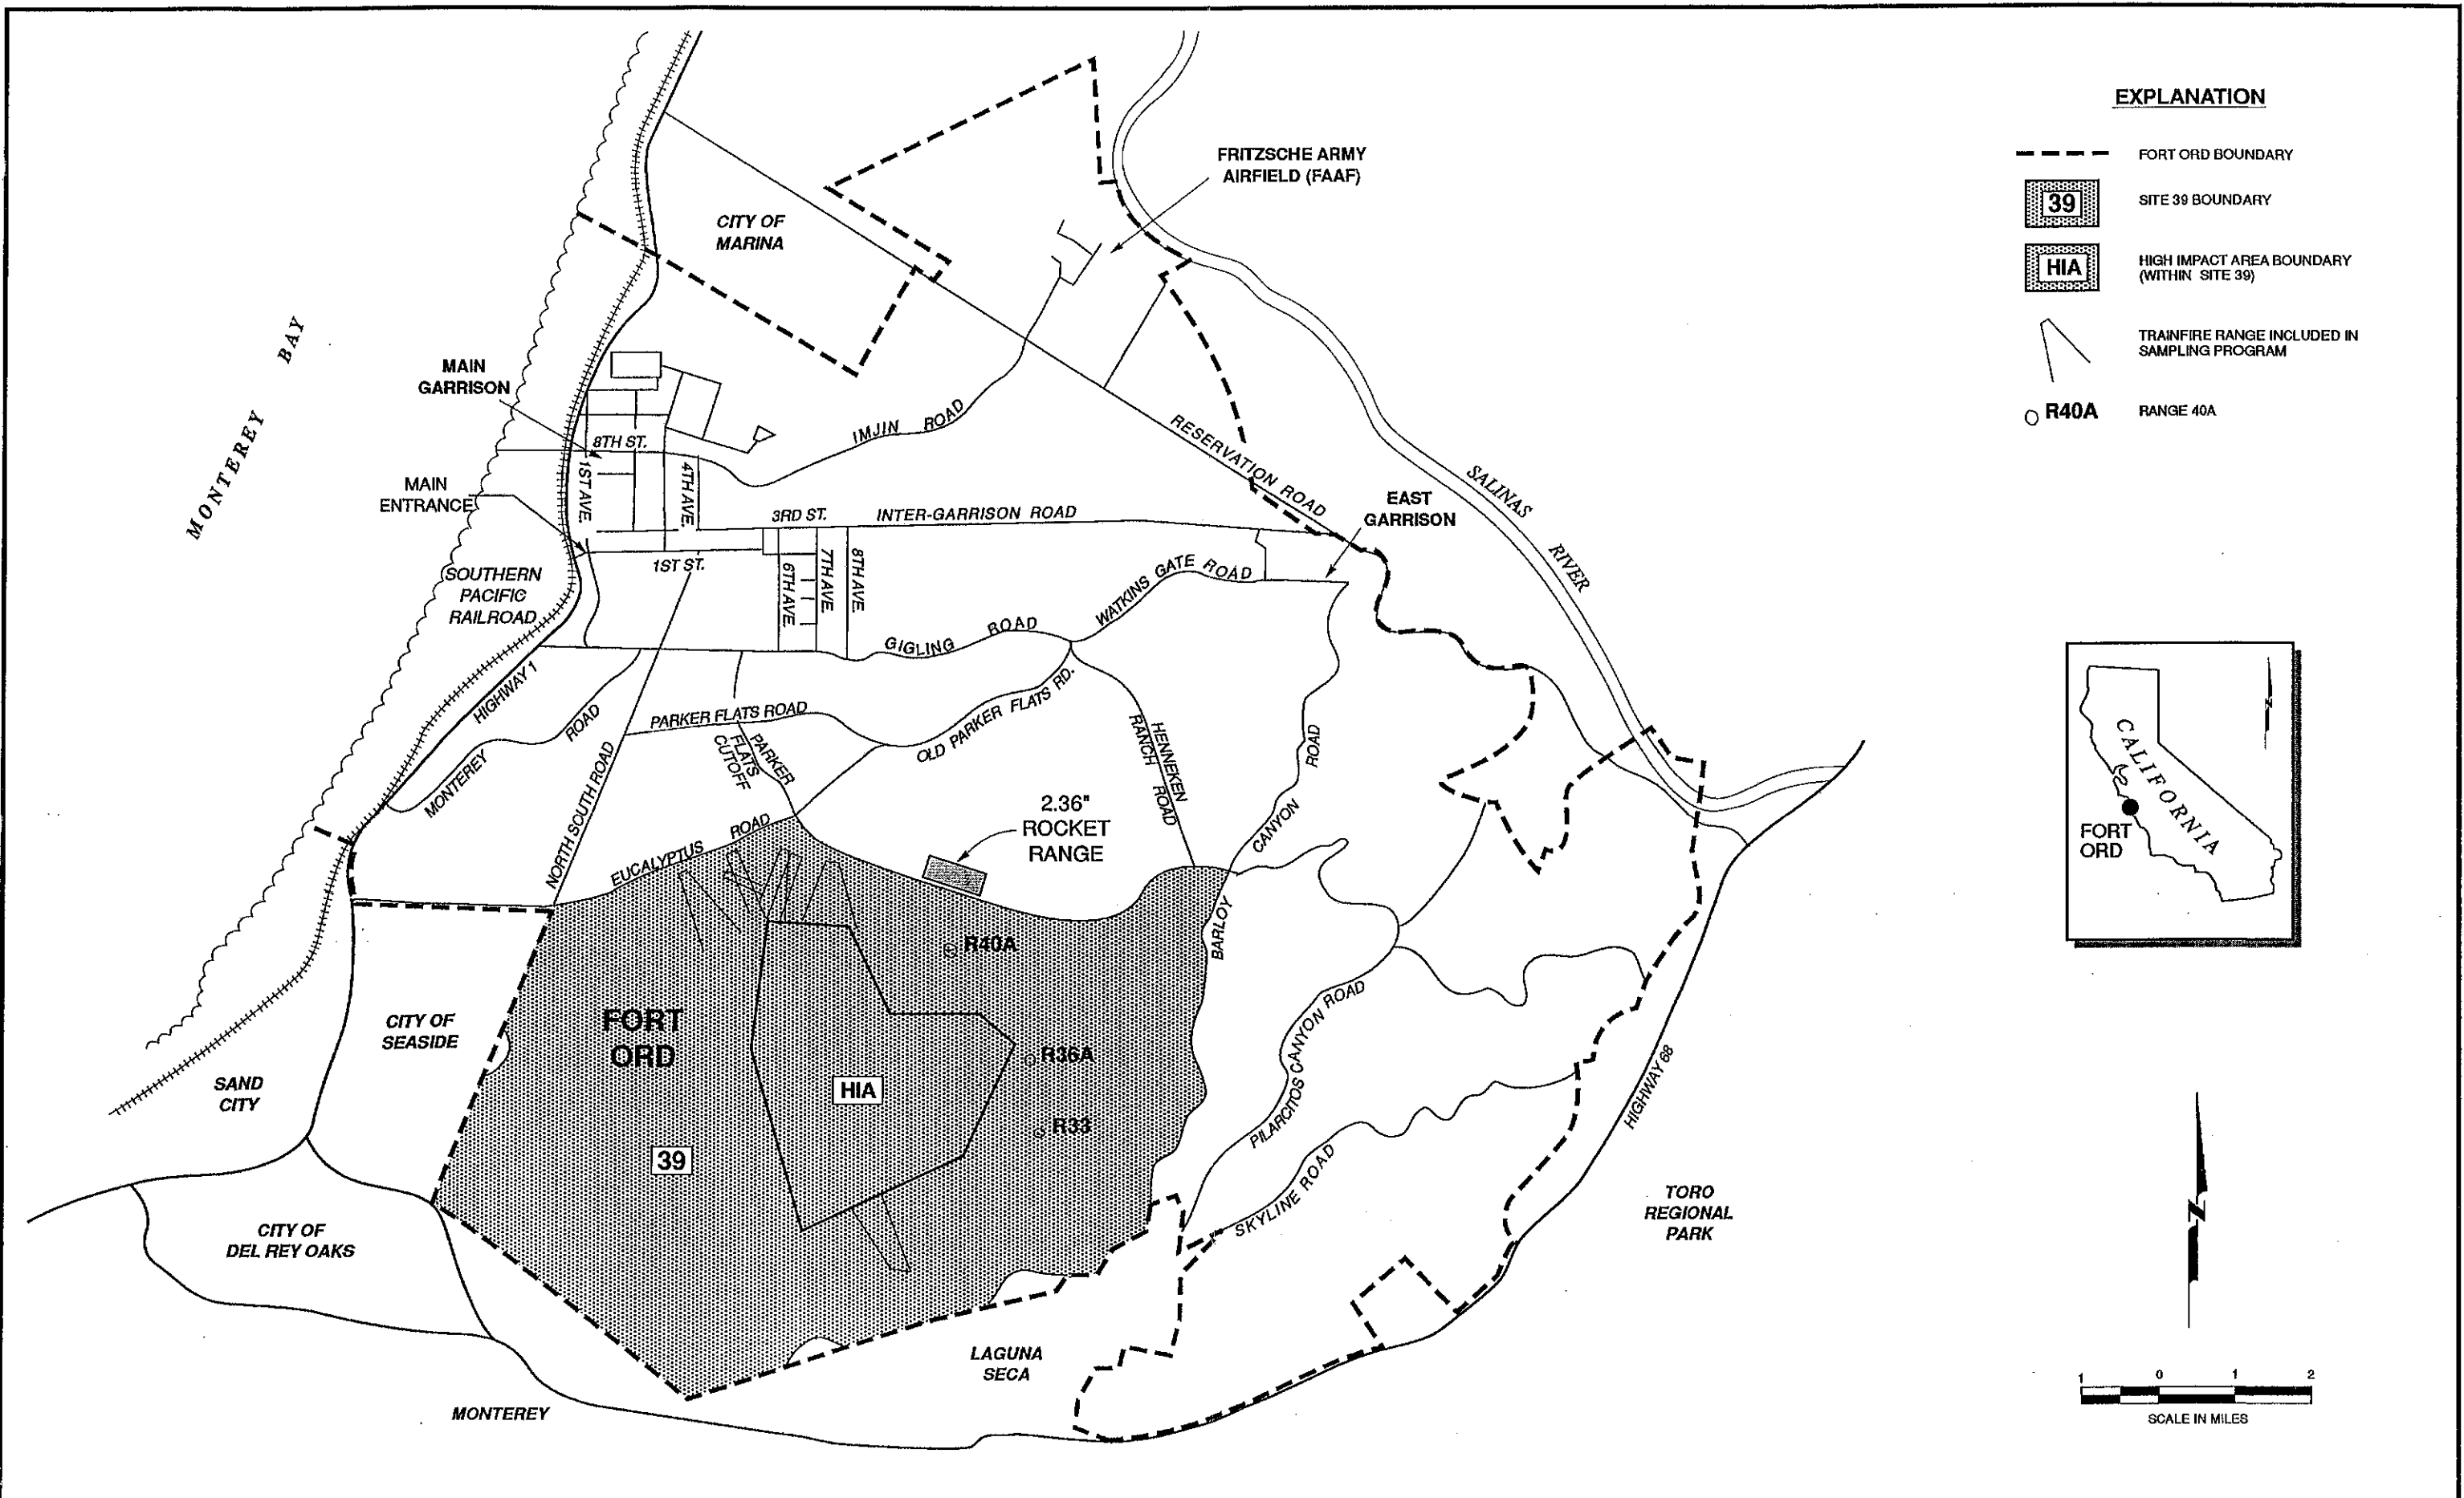 EXPLANATION
FORT ORD BOUNDARY
39
SITE 39 BOUNDARY
HIA
HIGH IMPACT AREA BOUNDARY
(WITHIN SITE 39)
TRAINFIRE RANGE INCLUDED IN
SAMPLING PROGRAM
R40A
RANGE 40A
FRITZSCHE ARMY
AIRFIELD (FAAF)
CITY OF
MARINA
MONTEREY BAY
MAIN
GARRISON
MAIN
ENTRANCE
SOUTHERN
PACIFIC
RAILROAD
8TH ST.
1ST AVE.
4TH AVE.
IMJIN ROAD
RESERVATION ROAD
SALINAS RIVER
EAST
GARRISON
3RD ST.
INTER-GARRISON ROAD
1ST ST.
6TH AVE.
7TH AVE.
8TH AVE.
WATKINS GATE ROAD
GIGLING ROAD
HIGHWAY 1
MONTEREY ROAD
NORTH SOUTH ROAD
PARKER FLATS ROAD
PARKER
FLATS
CUTOFF
OLD PARKER FLATS RD.
HENNEKEN
RANCH ROAD
BARLOY CANYON ROAD
EUCALYPTUS ROAD
2.36"
ROCKET
RANGE
R40A
R36A
R33
FORT
ORD
HIA
39
CITY OF
SEASIDE
SAND
CITY
CITY OF
DEL REY OAKS
MONTEREY
LAGUNA
SECA
PILARCITOS CANYON ROAD
SKYLINE ROAD
HIGHWAY 68
TORO
REGIONAL
PARK
N
CALIFORNIA
FORT
ORD
N
1 0 1 2
SCALE IN MILES